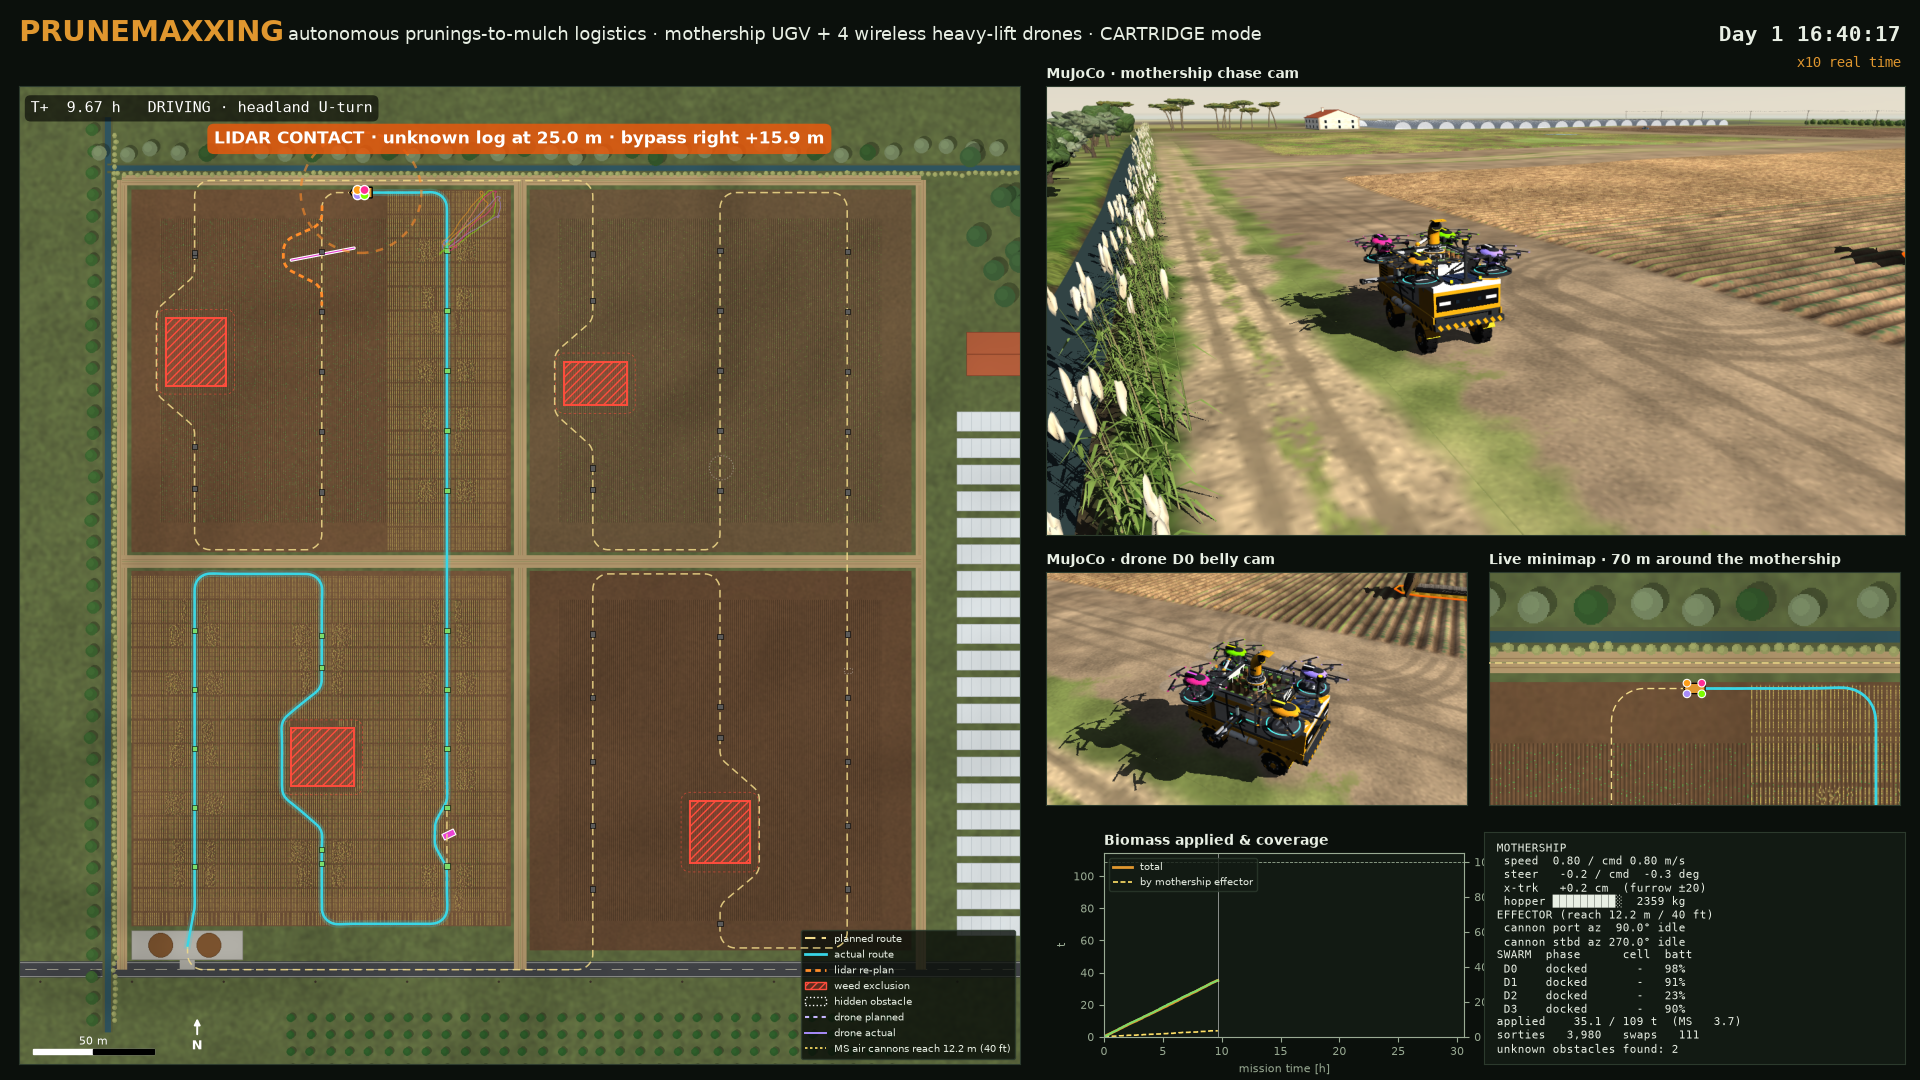 PRUNEMAXXING autonomous prunings-to-mulch logistics · mothership UGV + 4 wireless heavy-lift drones · CARTRIDGE mode
Day 1 16:40:17
x10 real time
T+ 9.67 h DRIVING · headland U-turn
LIDAR CONTACT · unknown log at 25.0 m · bypass right +15.9 m
50 m
N
planned route
actual route
lidar re-plan
weed exclusion
hidden obstacle
drone planned
drone actual
MS air cannons reach 12.2 m (40 ft)
MuJoCo · mothership chase cam
MuJoCo · drone D0 belly cam
Live minimap · 70 m around the mothership
Biomass applied & coverage
total
by mothership effector
100
80
60
40
20
0
t
0 5 10 15 20 25 30
mission time [h]
MOTHERSHIP
speed 0.80 / cmd 0.80 m/s
steer -0.2 / cmd -0.3 deg
x-trk +0.2 cm (furrow ±20)
hopper 2359 kg
EFFECTOR (reach 12.2 m / 40 ft)
cannon port az 90.0° idle
cannon stbd az 270.0° idle
SWARM phase cell batt
D0 docked - 98%
D1 docked - 91%
D2 docked - 23%
D3 docked - 90%
applied 35.1 / 109 t (MS 3.7)
sorties 3,980 swaps 111
unknown obstacles found: 2